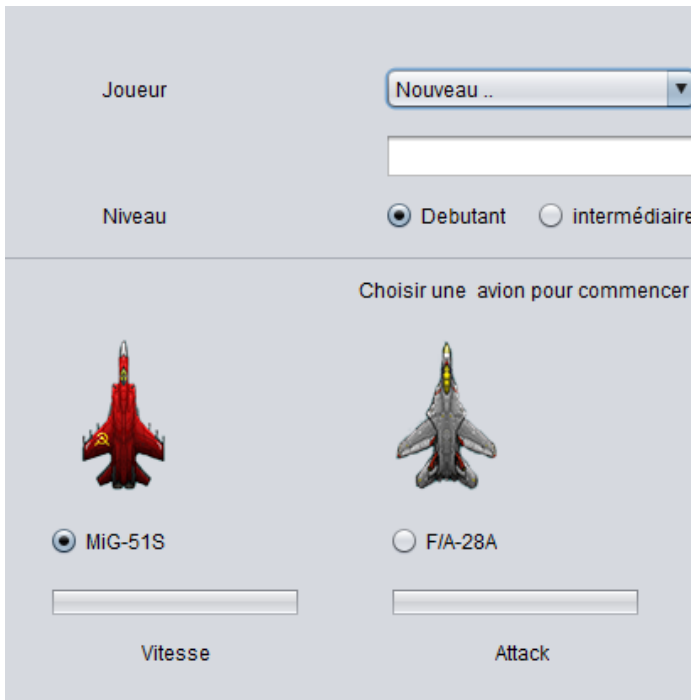 Joueur Nouveau ..
Niveau Debutant intermédiaire
Choisir une avion pour commencer
MiG-51S F/A-28A
Vitesse Attack